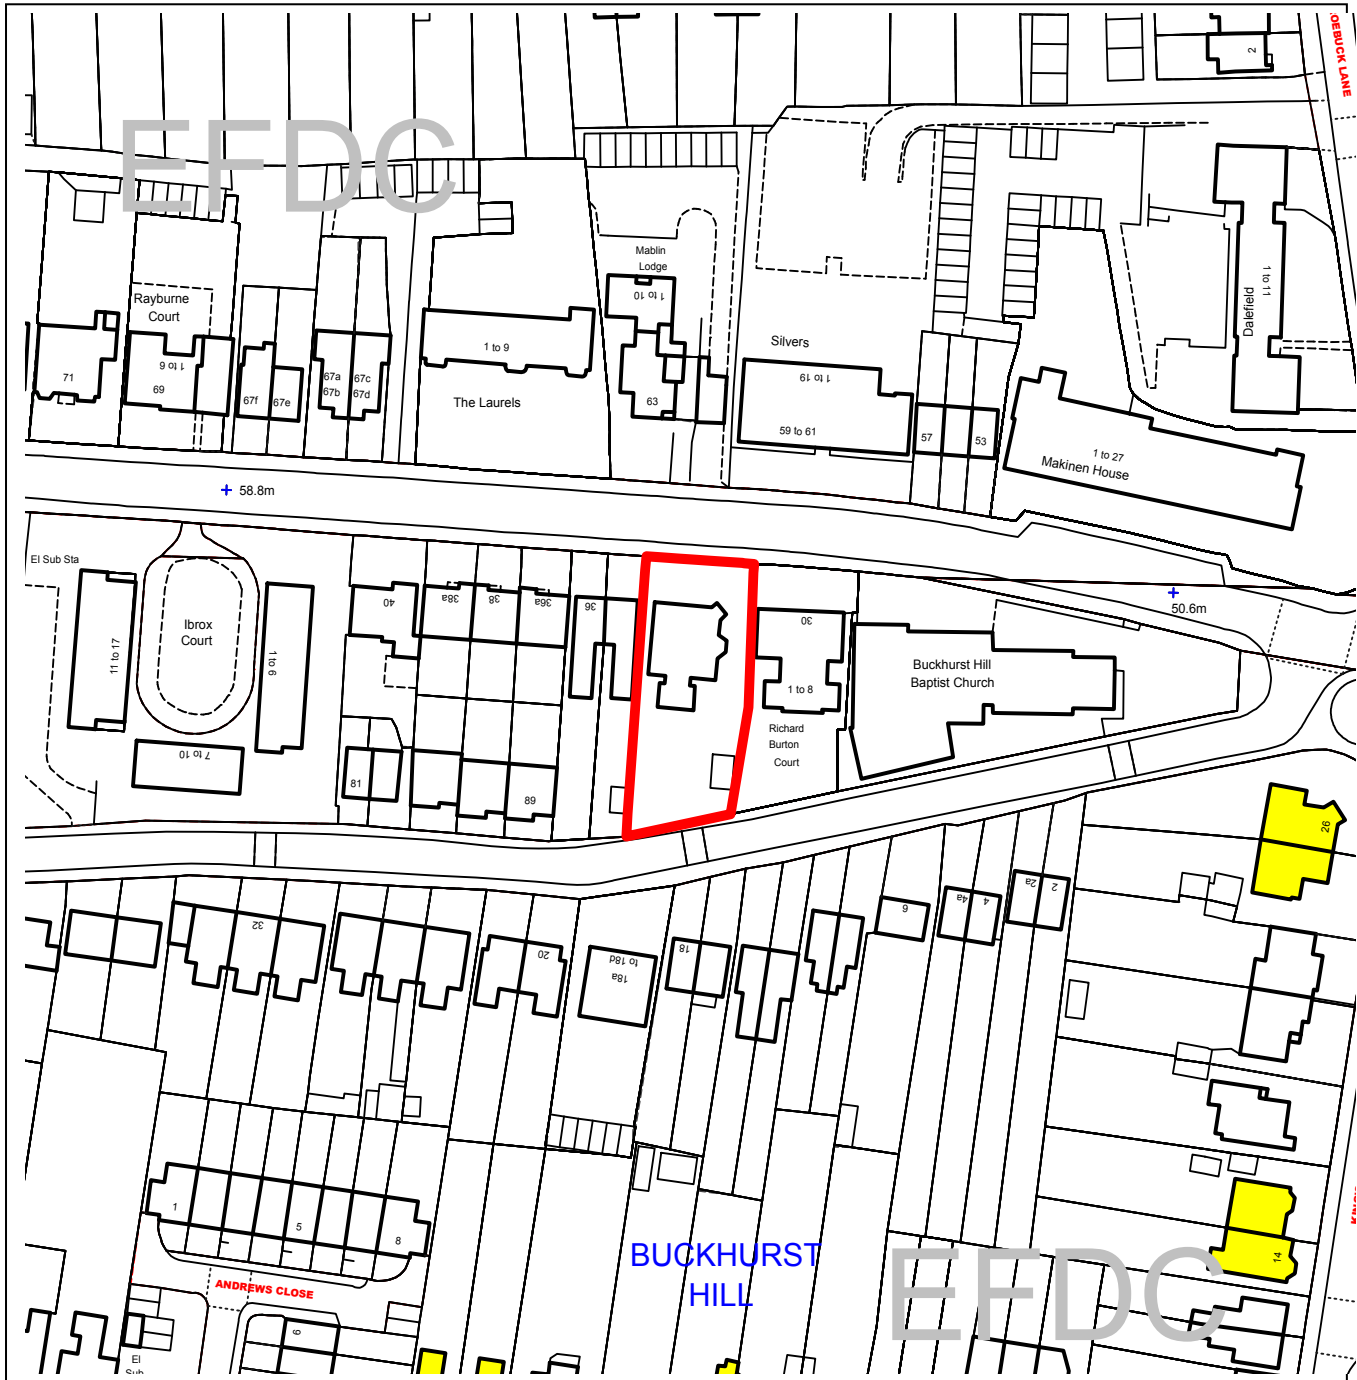 ROEBUCK LANE
2
EFDC
Mablin
Lodge
1 to 10
Rayburne
Court
1 to 11
Dalefield
Silvers
1 to 6
1 to 9
1 to 19
71
69
67f
67e
67a
67b
67c
67d
The Laurels
63
59 to 61
57
53
1 to 27
Makinen House
58.8m
El Sub Sta
Ibrox
Court
11 to 17
1 to 6
7 to 10
40
38a
38
36a
36
30
50.6m
Buckhurst Hill
Baptist Church
1 to 8
Richard
Burton
Court
81
89
26
32
20
18a
to 18d
18
6
4a
4
2a
2
1
5
8
BUCKHURST
HILL
EFDC
14
ANDREWS CLOSE
9
El
Sub